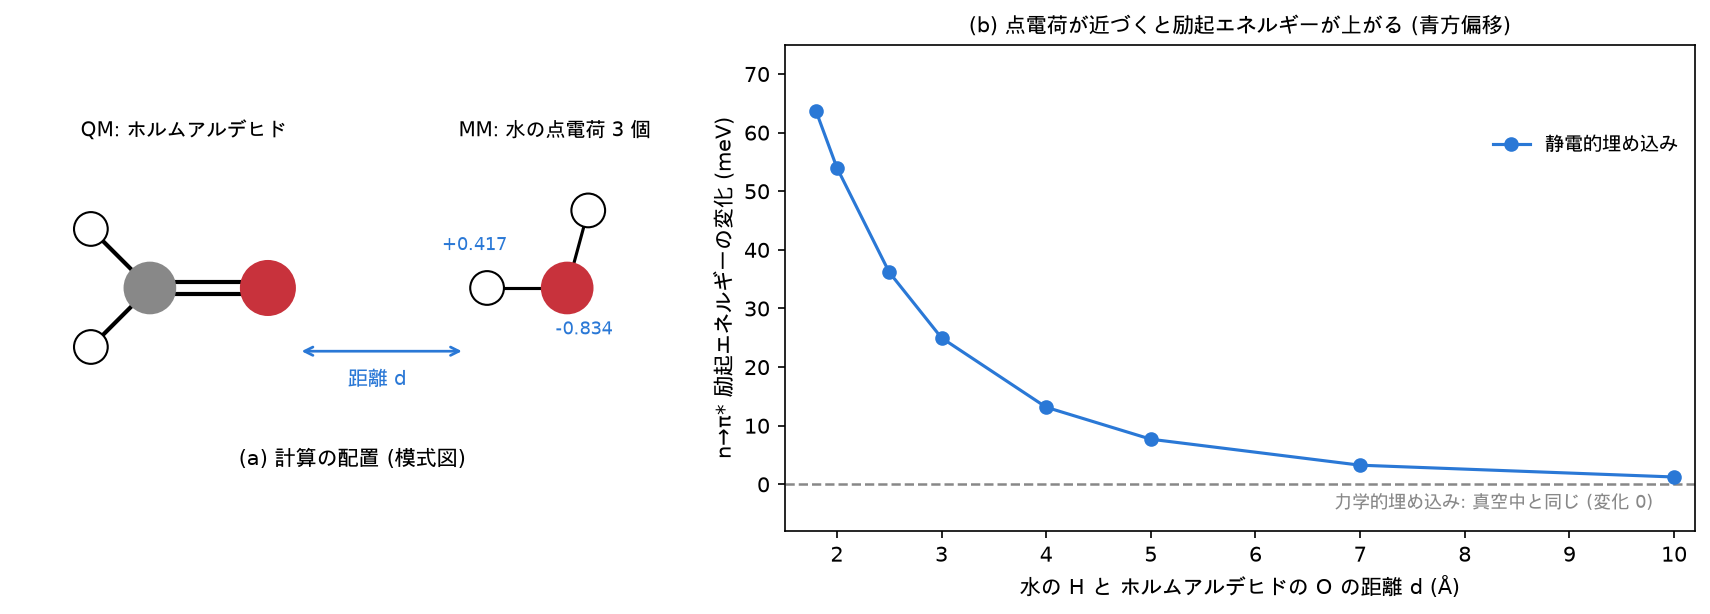 QM: ホルムアルデヒド
MM: 水の点電荷 3 個
+0.417
-0.834
距離 d
(a) 計算の配置 (模式図)
(b) 点電荷が近づくと励起エネルギーが上がる (青方偏移)
n→π* 励起エネルギーの変化 (meV)
70
60
50
40
30
20
10
0
静電的埋め込み
力学的埋め込み: 真空中と同じ (変化 0)
2 3 4 5 6 7 8 9 10
水の H と ホルムアルデヒドの O の距離 d (Å)